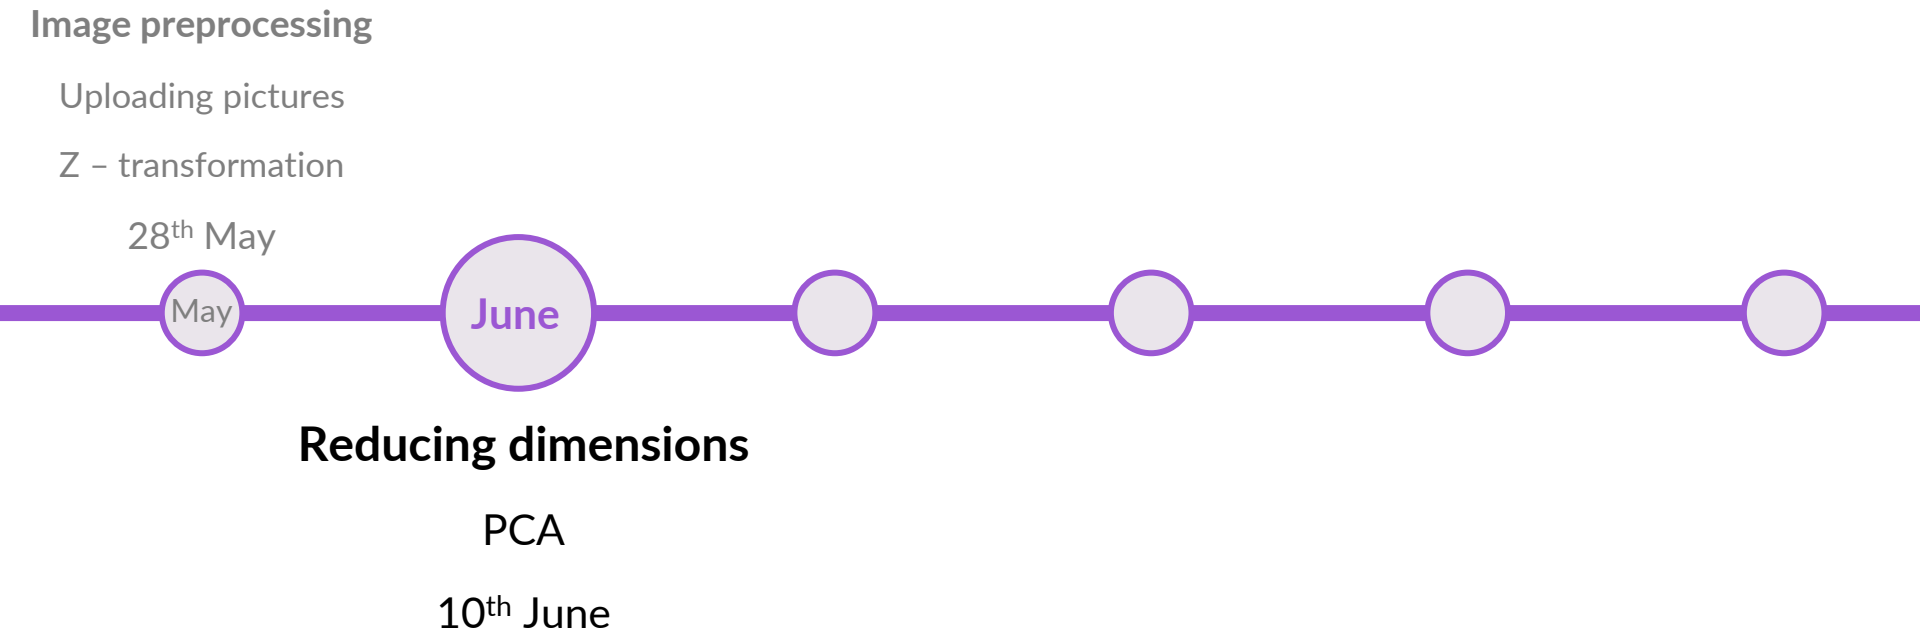 Image preprocessing
Uploading pictures
Z – transformation
28th May
May
June
Reducing dimensions
PCA
10th June